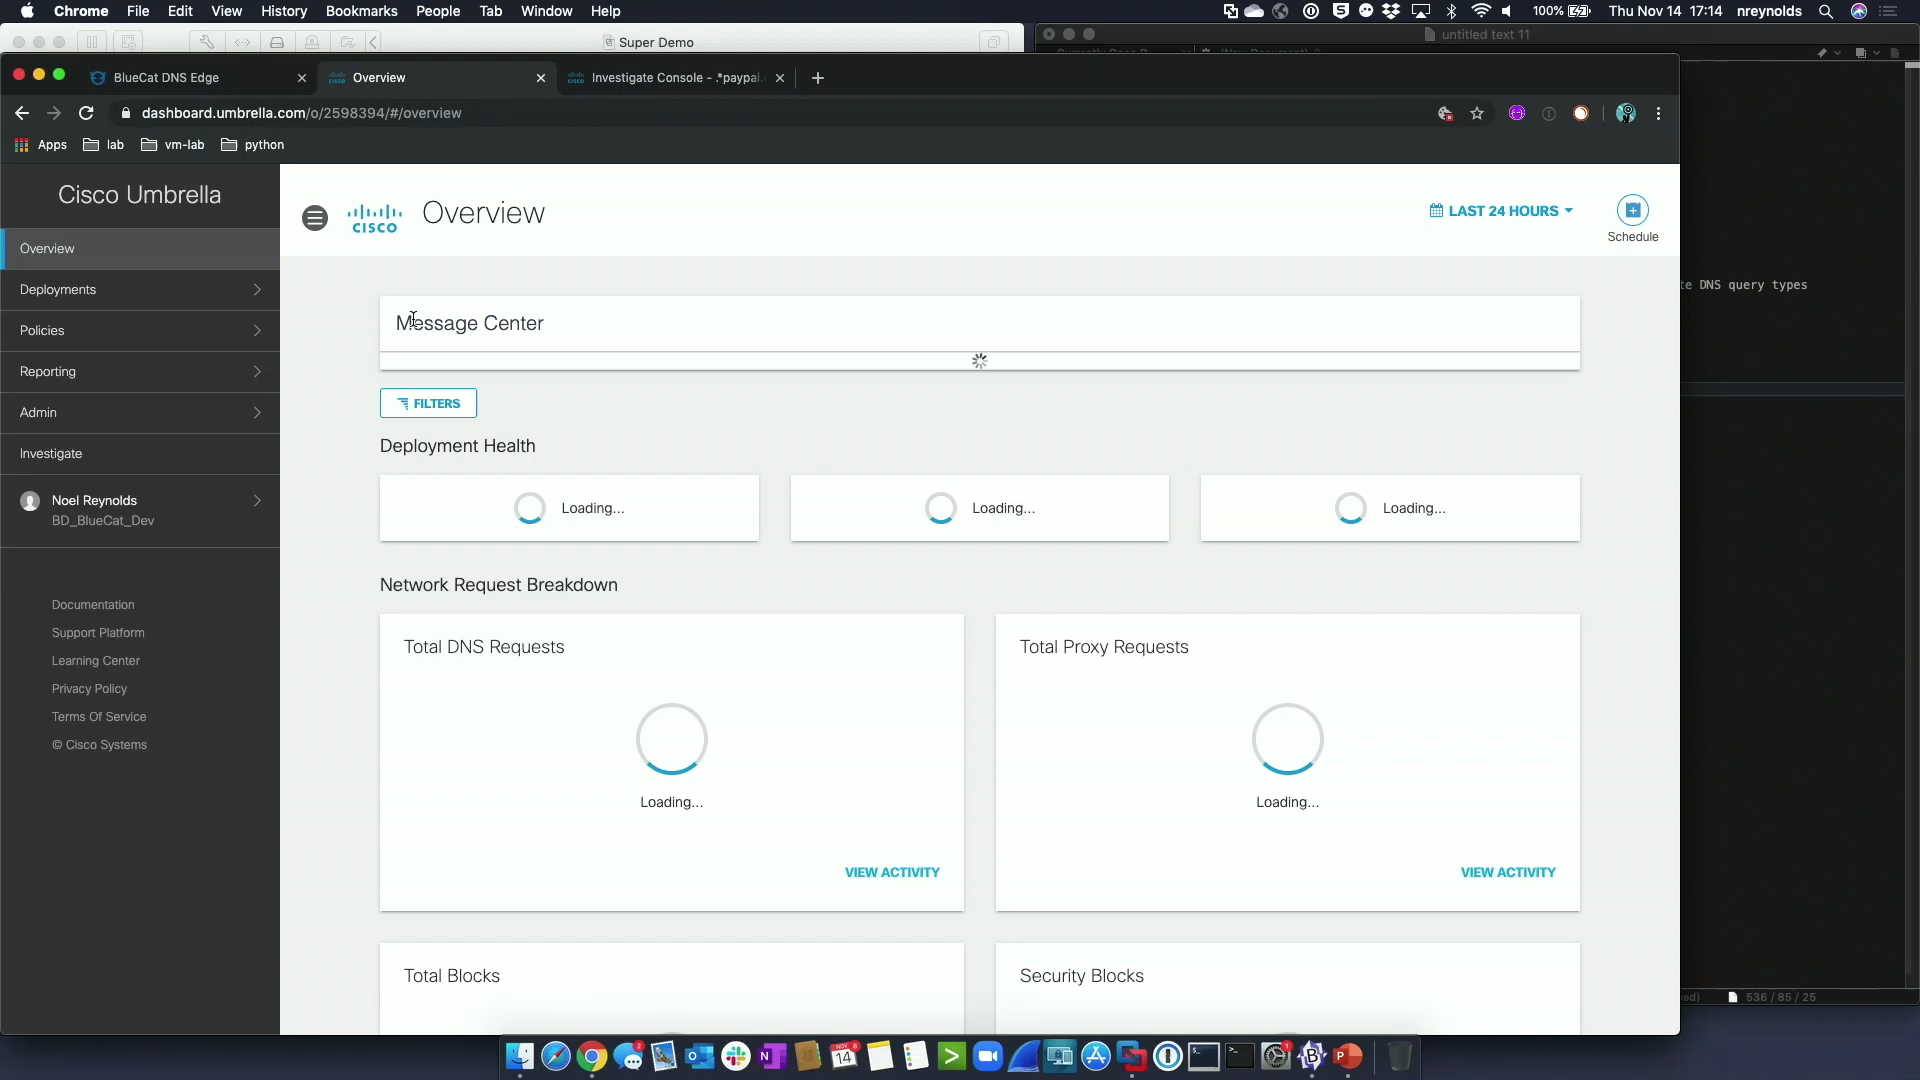 Chrome File Edit View History Bookmarks People Tab Window Help 100% Thu Nov 14 17:14 nreynolds
Super Demo
untitled text 11
BlueCat DNS Edge
Overview
Investigate Console - .*paypal.
dashboard.umbrella.com/o/2598394/#/overview
Apps lab vm-lab python
Cisco Umbrella
Overview
Deployments
Policies
Reporting
Admin
Investigate
Noel Reynolds
BD_BlueCat_Dev
Documentation
Support Platform
Learning Center
Privacy Policy
Terms Of Service
© Cisco Systems
CISCO
Overview
LAST 24 HOURS
Schedule
Message Center
FILTERS
Deployment Health
Loading...
Loading...
Loading...
Network Request Breakdown
Total DNS Requests
Loading...
VIEW ACTIVITY
Total Proxy Requests
Loading...
VIEW ACTIVITY
Total Blocks
Security Blocks
te DNS query types
536 / 85 / 25
2
NOV
14
8
1